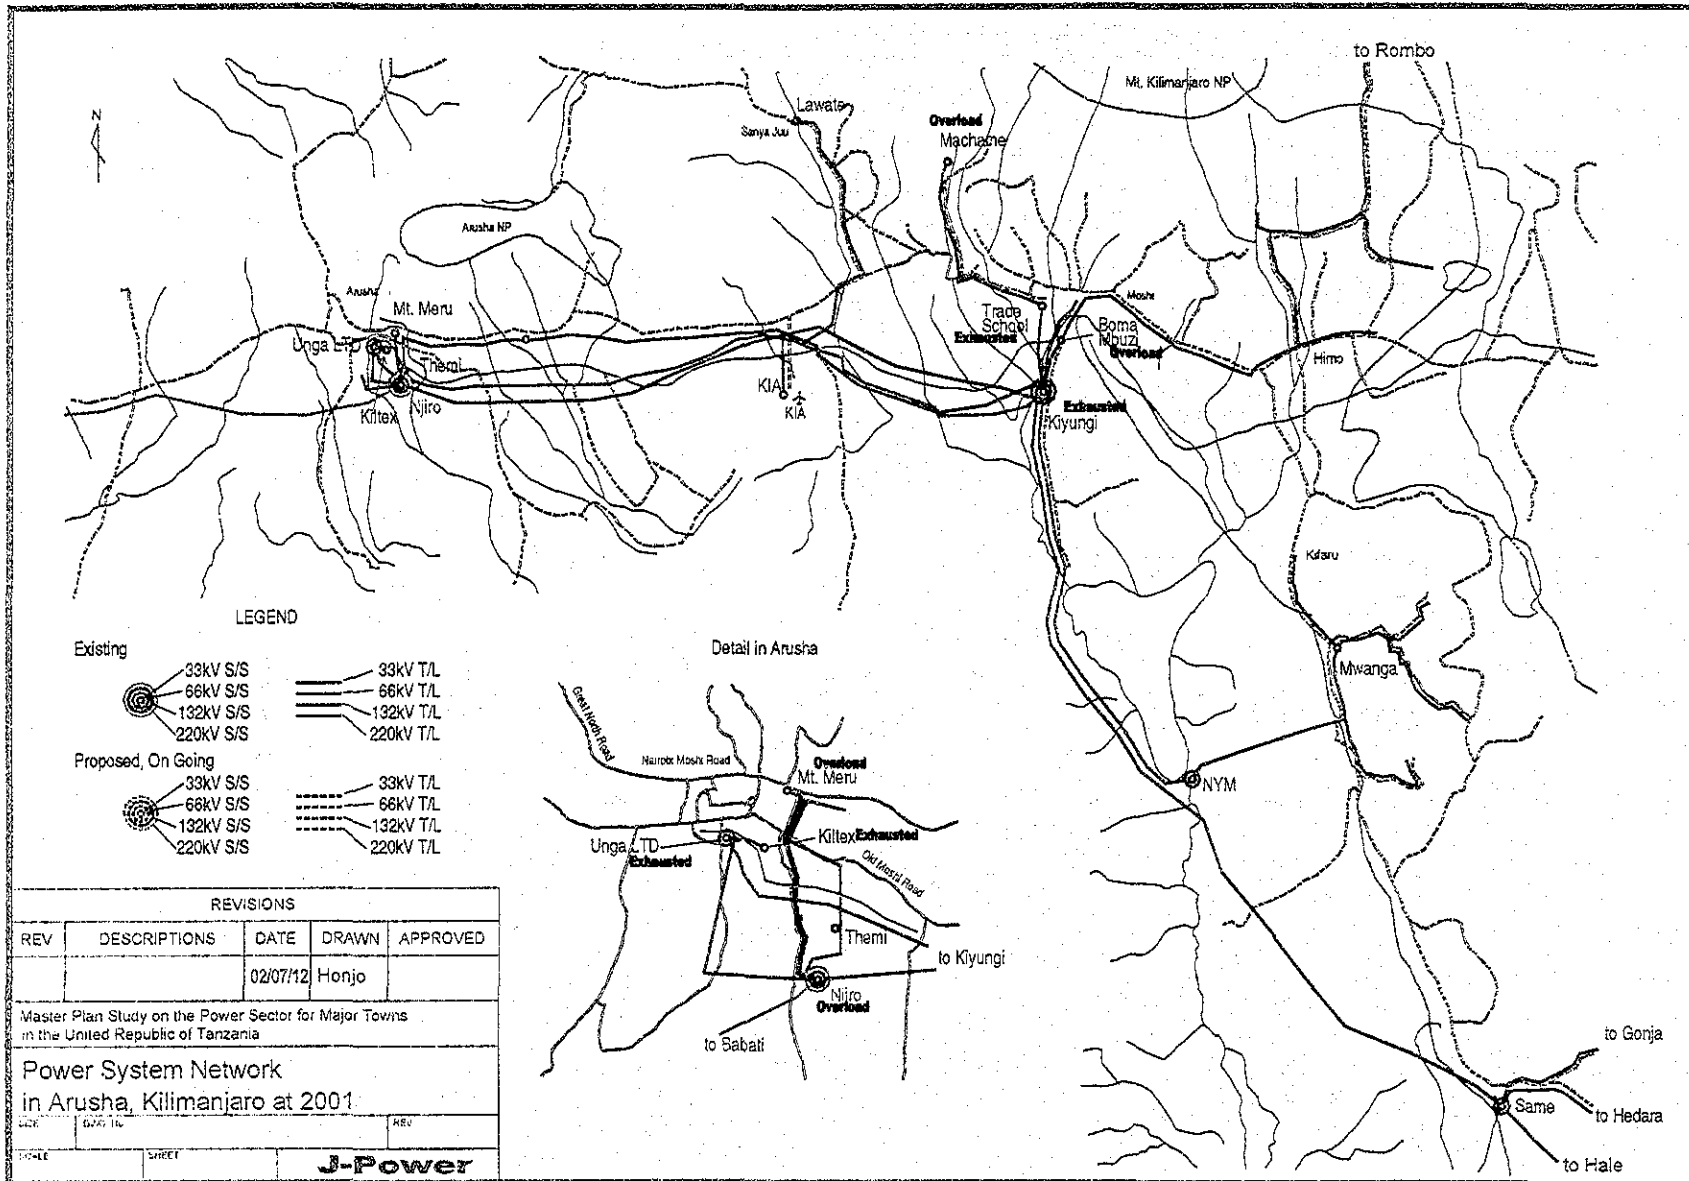 to Rombo
Mt. Kilimanjaro NP
N
Lawate
Sanya Juu
Overload
Machame
Arusha NP
Arusha
Mt. Meru
Unga LTD
Themi
Kiltex
Njiro
KIA
KIA
Trade
School
Exhausted
Moshi
Boma
Mbuzi
Overload
Himo
Exhausted
Kiyungi
Kifaru
Mwanga
NYM
to Gonja
Same
to Hedara
to Hale
LEGEND
Existing
33kV S/S
66kV S/S
132kV S/S
220kV S/S
33kV T/L
66kV T/L
132kV T/L
220kV T/L
Proposed, On Going
33kV S/S
66kV S/S
132kV S/S
220kV S/S
33kV T/L
66kV T/L
132kV T/L
220kV T/L
Detail in Arusha
Great North Road
Nairobi Moshi Road
Overload
Mt. Meru
Unga LTD
Exhausted
Kiltex Exhausted
Old Moshi Road
Themi
to Kiyungi
Njiro
Overload
to Babati
REVISIONS
REV DESCRIPTIONS DATE DRAWN APPROVED
02/07/12 Honjo
Master Plan Study on the Power Sector for Major Towns
in the United Republic of Tanzania
Power System Network
in Arusha, Kilimanjaro at 2001
REV
SHEET
J-Power